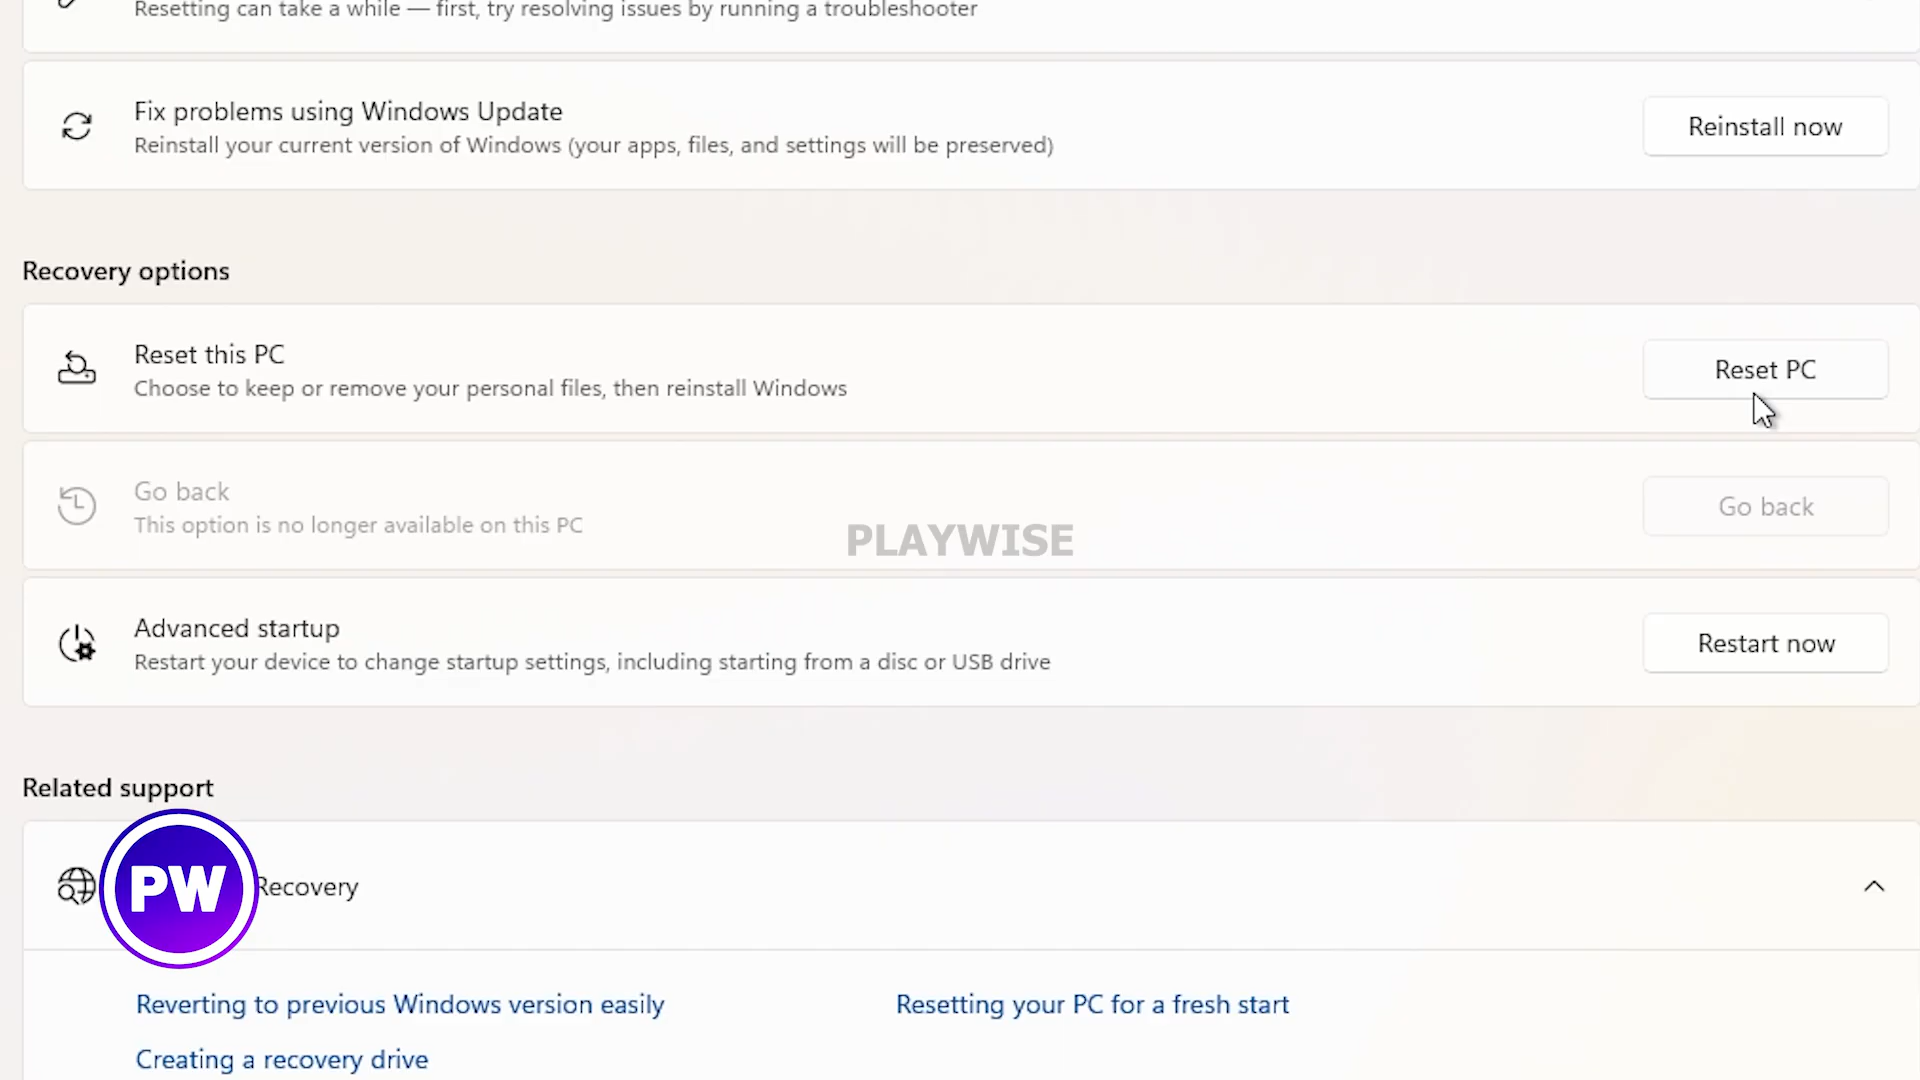 Resetting can take a while — first, try resolving issues by running a troubleshooter
Fix problems using Windows Update
Reinstall your current version of Windows (your apps, files, and settings will be preserved)
Reinstall now
Recovery options
Reset this PC
Choose to keep or remove your personal files, then reinstall Windows
Reset PC
Go back
This option is no longer available on this PC
Go back
PLAYWISE
Advanced startup
Restart your device to change startup settings, including starting from a disc or USB drive
Restart now
Related support
PW
Recovery
Reverting to previous Windows version easily
Resetting your PC for a fresh start
Creating a recovery drive